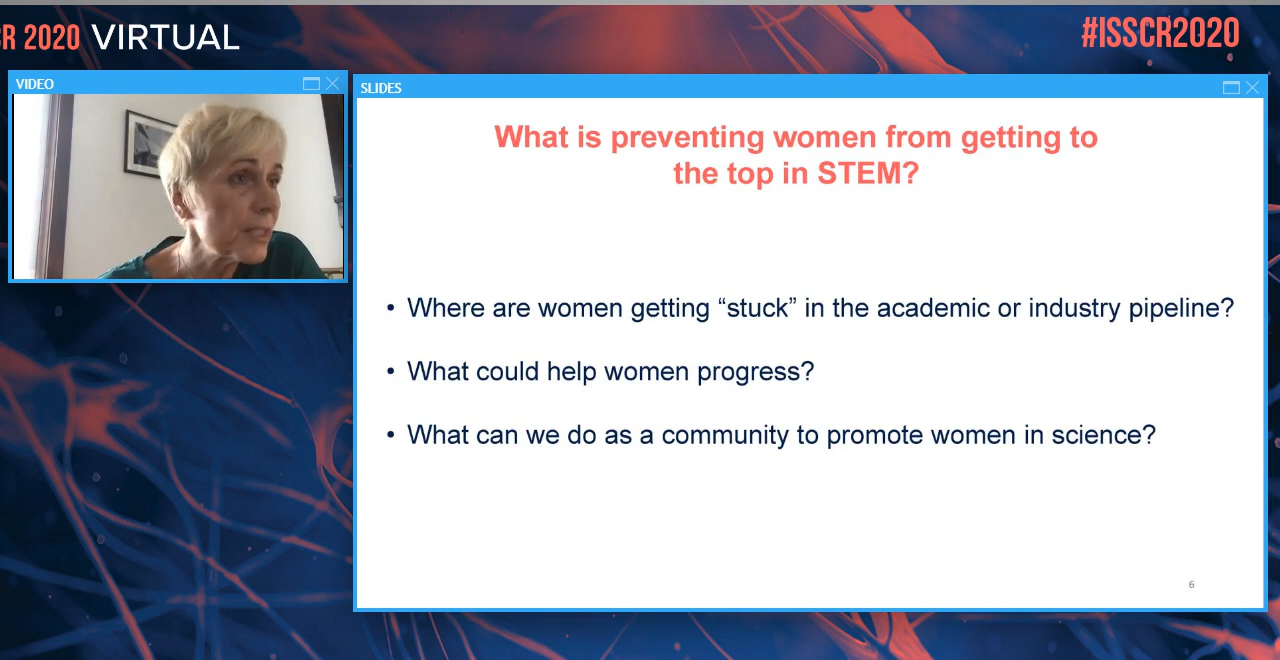 R 2020 VIRTUAL
#ISSCR2020
VIDEO
SLIDES
What is preventing women from getting to
the top in STEM?
• Where are women getting “stuck” in the academic or industry pipeline?
• What could help women progress?
• What can we do as a community to promote women in science?
6